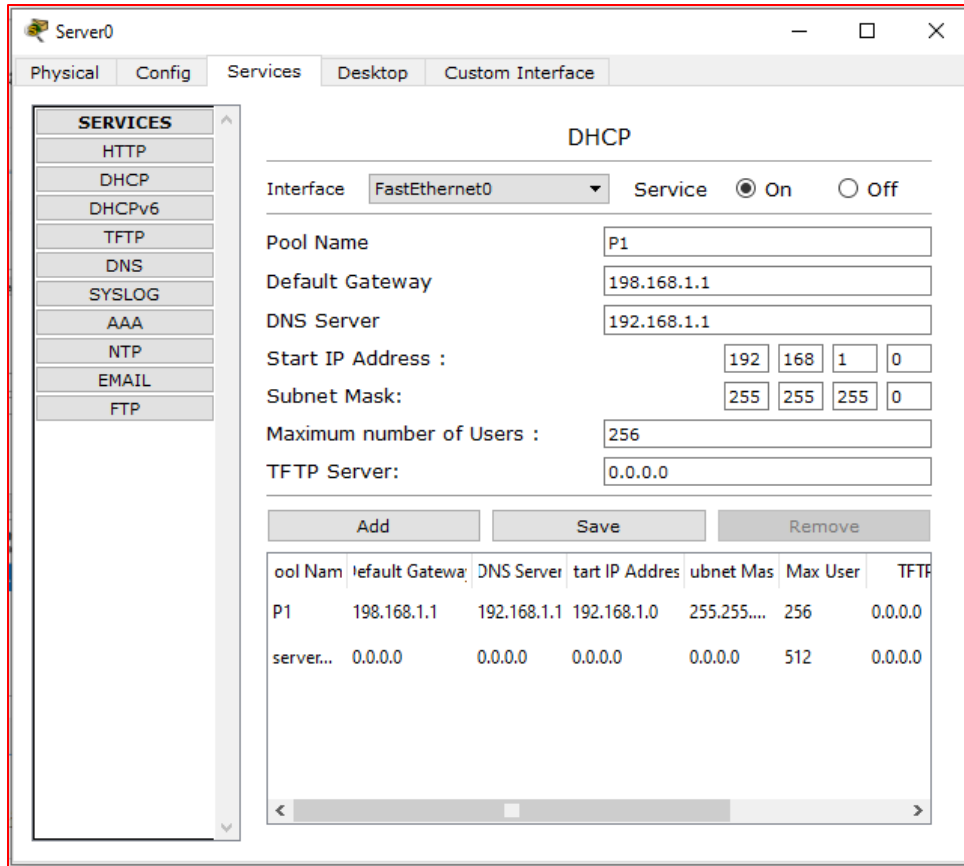 Server0
Physical Config Services Desktop Custom Interface
SERVICES
HTTP
DHCP
DHCPv6
TFTP
DNS
SYSLOG
AAA
NTP
EMAIL
FTP
DHCP
Interface FastEthernet0 Service On Off
Pool Name P1
Default Gateway 198.168.1.1
DNS Server 192.168.1.1
Start IP Address : 192 168 1 0
Subnet Mask: 255 255 255 0
Maximum number of Users : 256
TFTP Server: 0.0.0.0
Add Save Remove
ool Nam efault Gateway DNS Server tart IP Addres ubnet Mas Max User TFTP
P1 198.168.1.1 192.168.1.1 192.168.1.0 255.255.... 256 0.0.0.0
server... 0.0.0.0 0.0.0.0 0.0.0.0 0.0.0.0 512 0.0.0.0